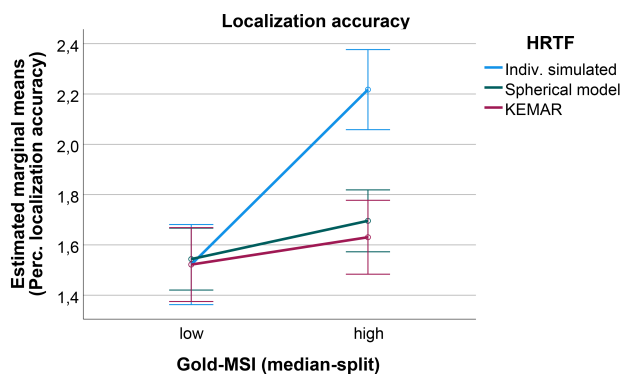 Localization accuracy
HRTF
Indiv. simulated
Spherical model
KEMAR
Estimated marginal means
(Perc. localization accuracy)
2,4
2,2
2,0
1,8
1,6
1,4
low
high
Gold-MSI (median-split)